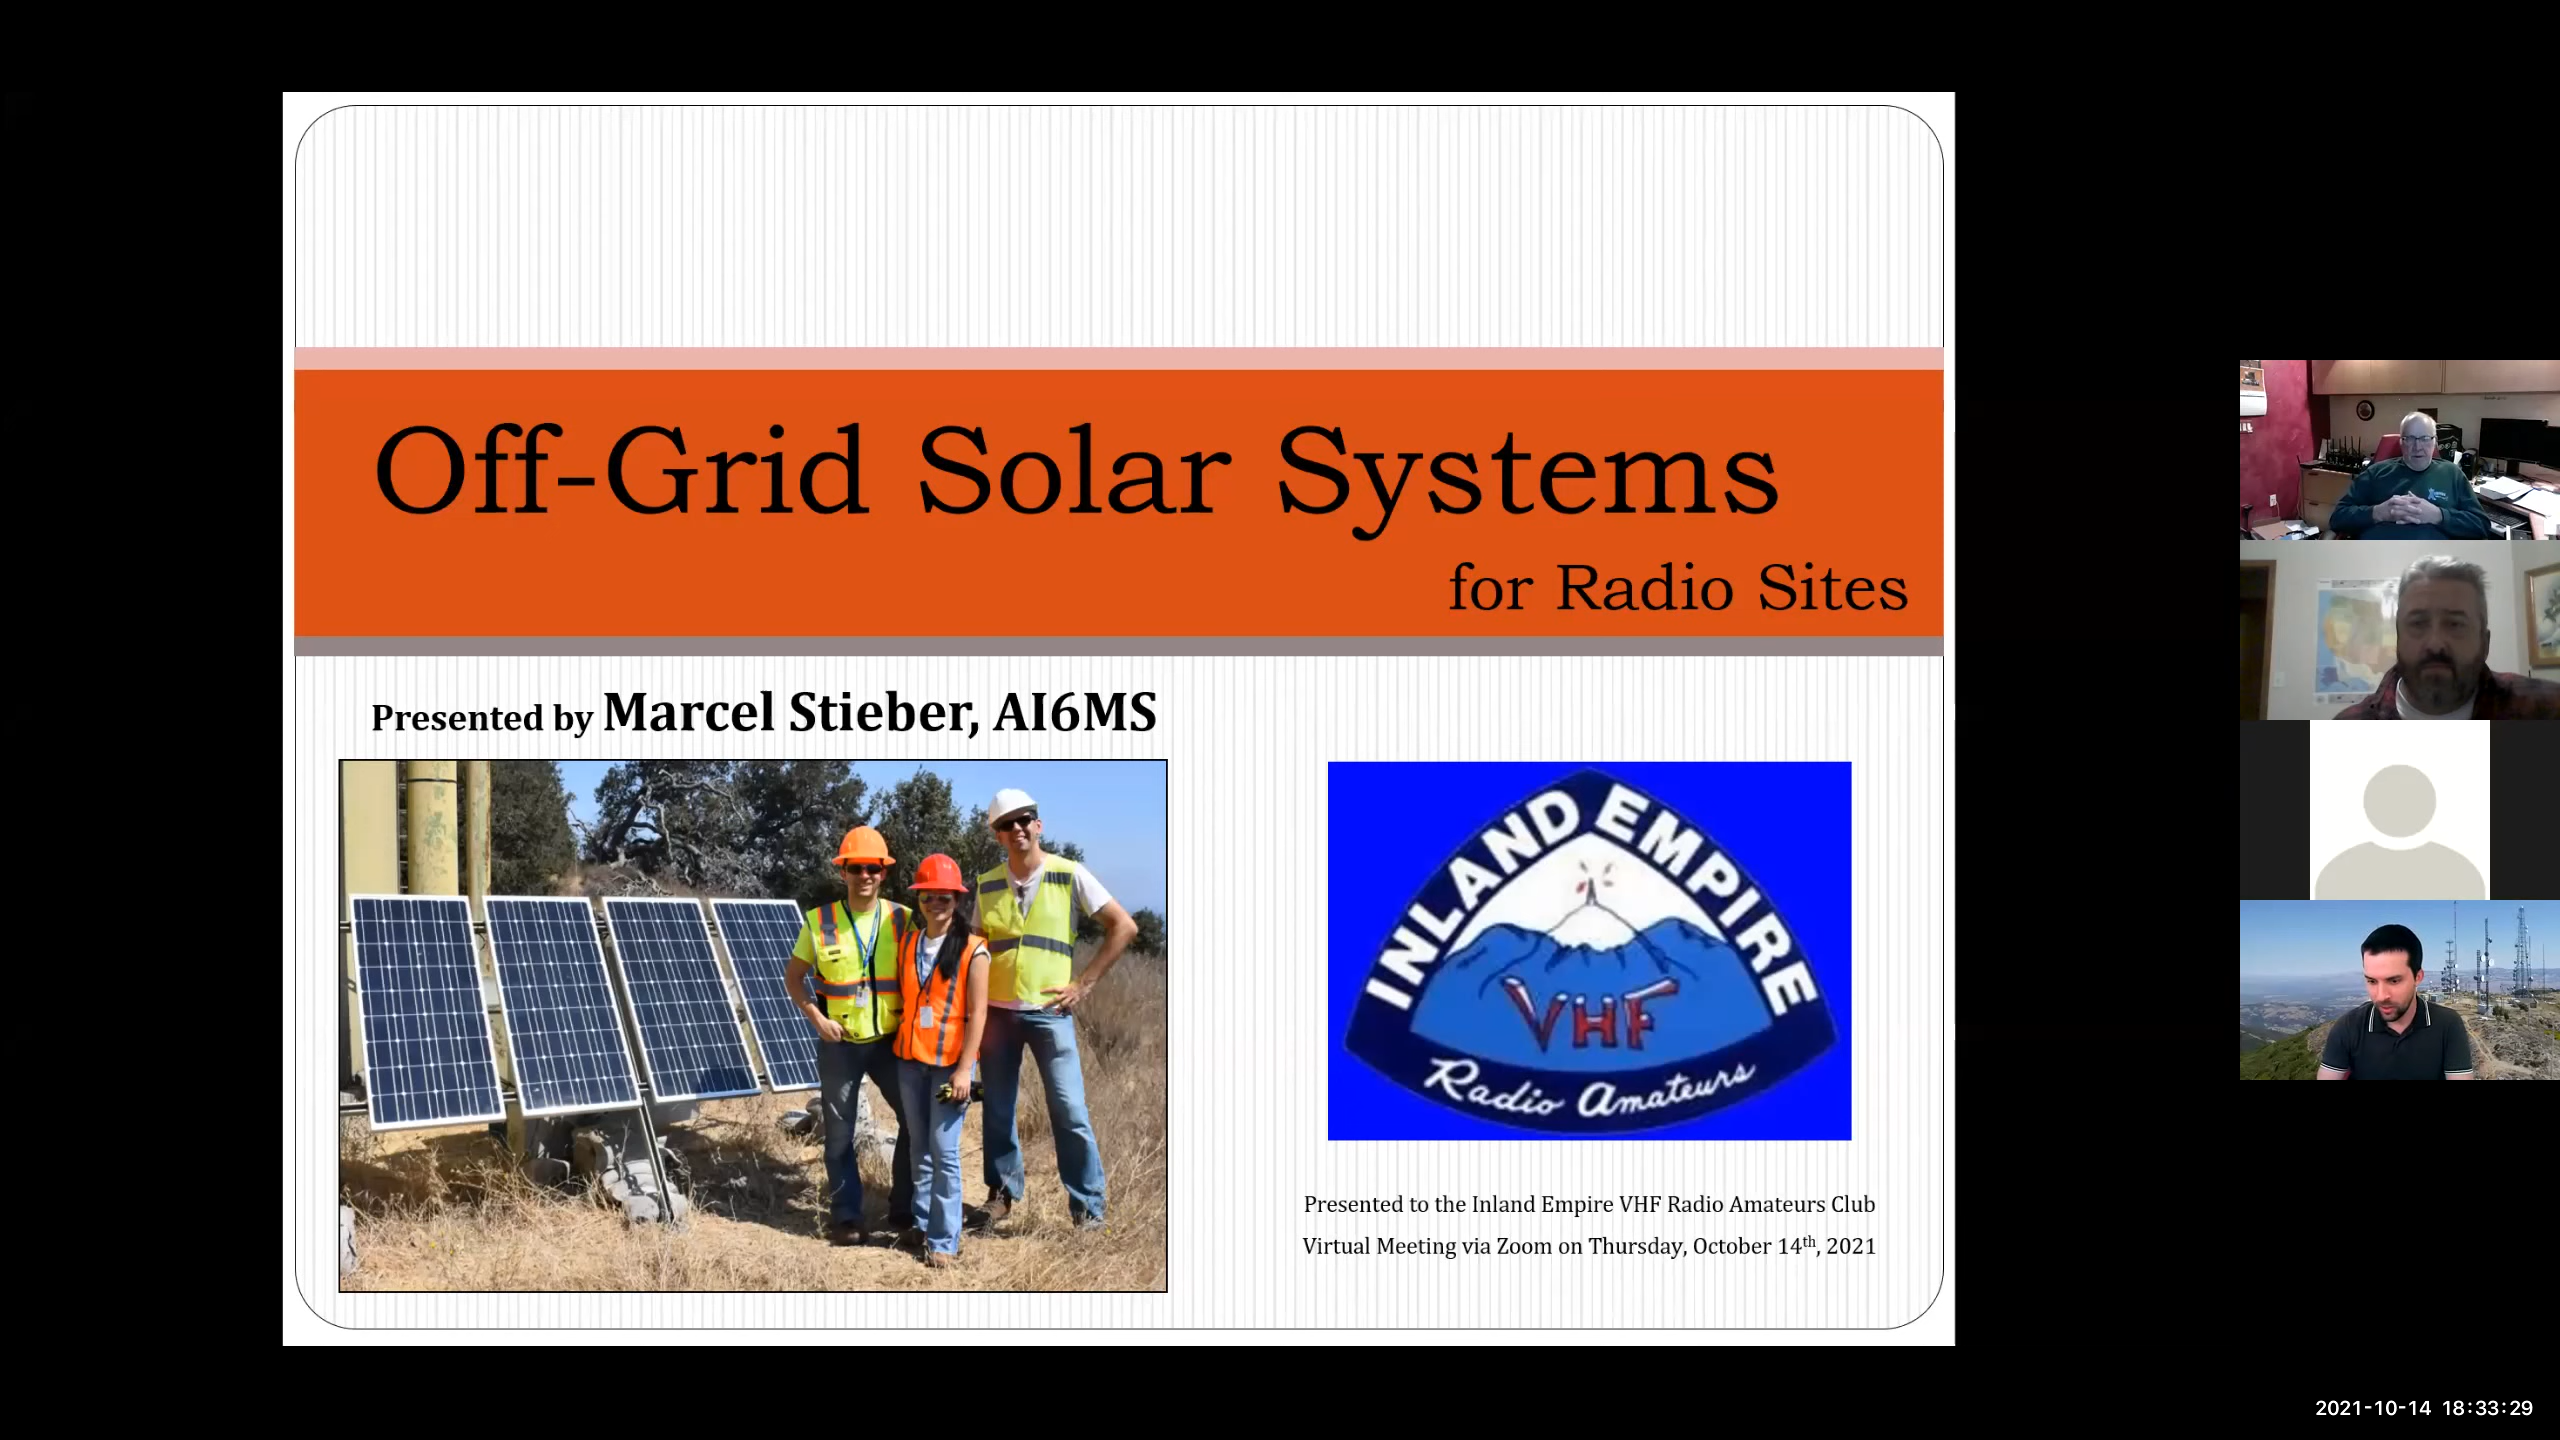 Off-Grid Solar Systems
for Radio Sites
Presented by Marcel Stieber, AI6MS
INLAND EMPIRE
VHF
Radio Amateurs
Presented to the Inland Empire VHF Radio Amateurs Club
Virtual Meeting via Zoom on Thursday, October 14th, 2021
2021-10-14 18:33:29